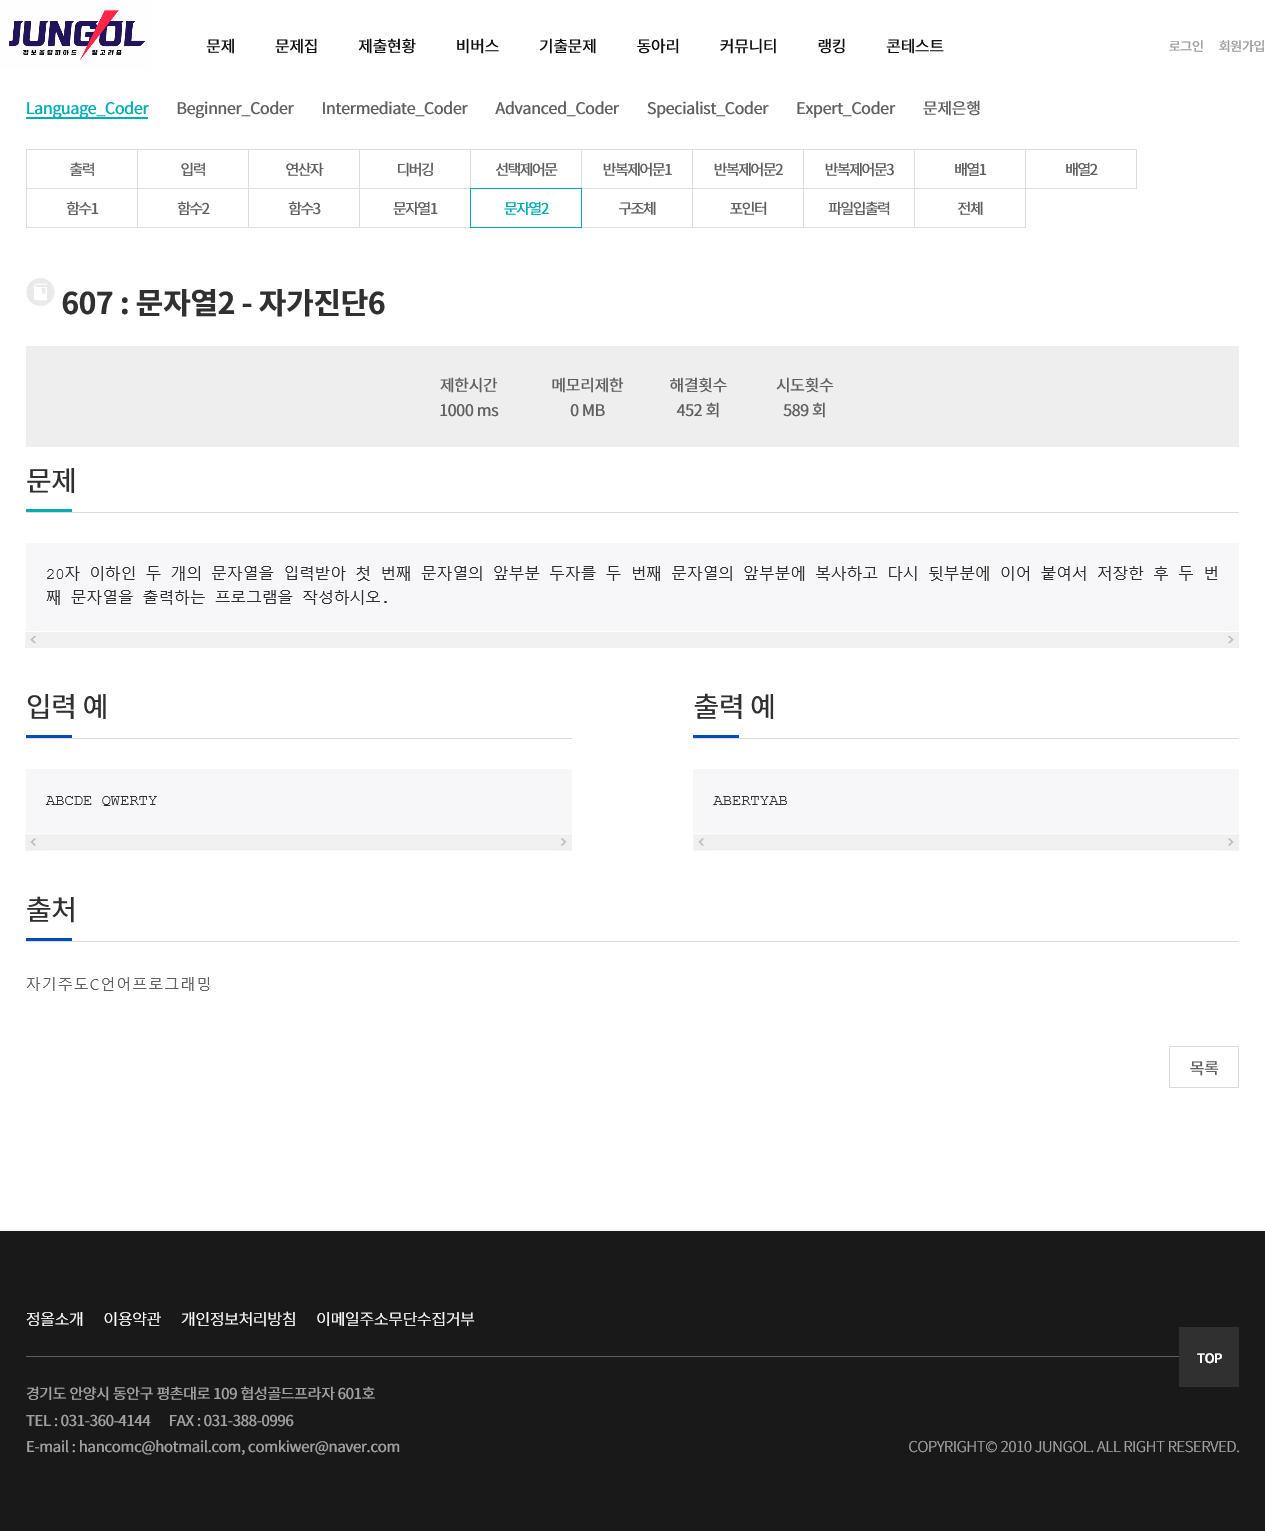 JUNGOL
정보올림피아드 알고리즘
문제 문제집 제출현황 비버스 기출문제 동아리 커뮤니티 랭킹 콘테스트
로그인 회원가입
Language_Coder Beginner_Coder Intermediate_Coder Advanced_Coder Specialist_Coder Expert_Coder 문제은행
출력 입력 연산자 디버깅 선택제어문 반복제어문1 반복제어문2 반복제어문3 배열1 배열2
함수1 함수2 함수3 문자열1 문자열2 구조체 포인터 파일입출력 전체
607 : 문자열2 - 자가진단6
제한시간 메모리제한 해결횟수 시도횟수
1000 ms 0 MB 452 회 589 회
문제
20자 이하인 두 개의 문자열을 입력받아 첫 번째 문자열의 앞부분 두자를 두 번째 문자열의 앞부분에 복사하고 다시 뒷부분에 이어 붙여서 저장한 후 두 번
째 문자열을 출력하는 프로그램을 작성하시오.
입력 예
ABCDE QWERTY
출력 예
ABERTYAB
출처
자기주도C언어프로그래밍
목록
정올소개 이용약관 개인정보처리방침 이메일주소무단수집거부
TOP
경기도 안양시 동안구 평촌대로 109 협성골드프라자 601호
TEL : 031-360-4144 FAX : 031-388-0996
E-mail : hancomc@hotmail.com, comkiwer@naver.com
COPYRIGHT© 2010 JUNGOL. ALL RIGHT RESERVED.